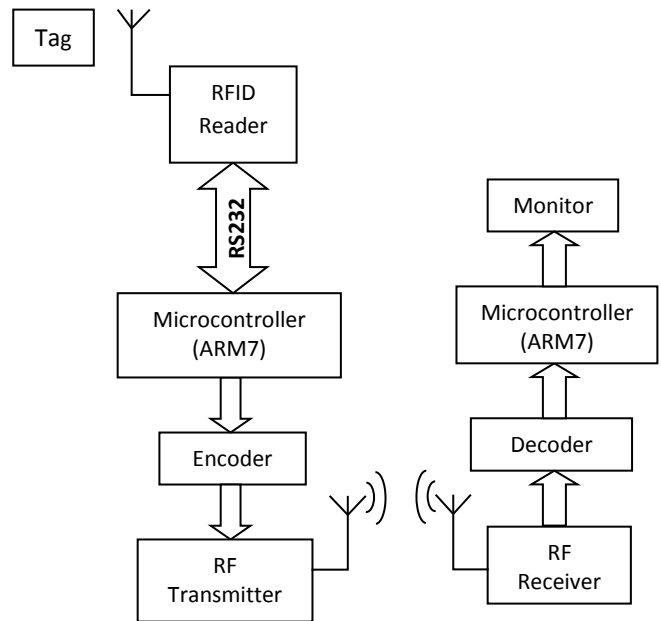 Tag
RFID
Reader
RS232
Microcontroller
(ARM7)
Encoder
RF
Transmitter
Monitor
Microcontroller
(ARM7)
Decoder
RF
Receiver